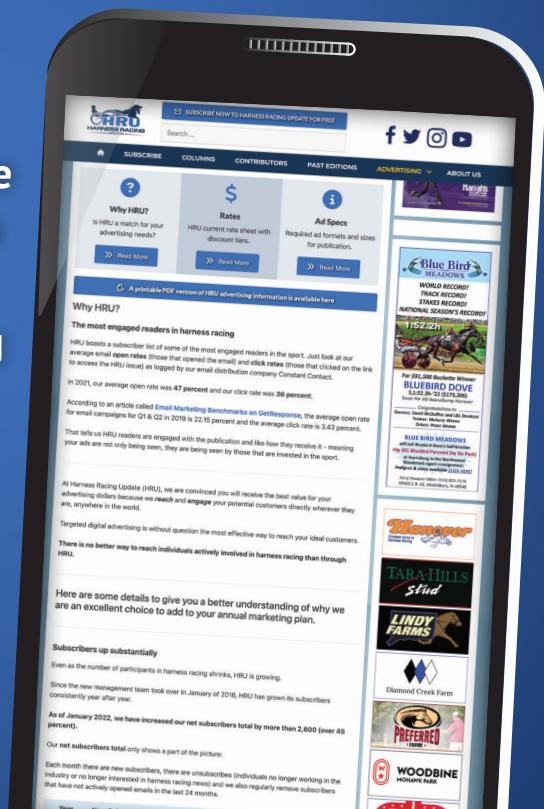 e
g
HRU
HARNESS RACING
UPDATE
SUBSCRIBE NOW TO HARNESS RACING UPDATE FOR FREE
Search ...
SUBSCRIBE COLUMNS CONTRIBUTORS PAST EDITIONS ADVERTISING ABOUT US
Why HRU?
Is HRU a match for your
advertising needs?
Read More
Rates
HRU current rate sheet with
discount tiers.
Read More
Ad Specs
Required ad formats and sizes
for publication.
Read More
A printable PDF version of HRU advertising information is available here
Why HRU?
The most engaged readers in harness racing
HRU boasts a subscriber list of some of the most engaged readers in the sport. Just look at our
average email open rates (those that opened the email) and click rates (those that clicked on the link
to access the HRU issue) as logged by our email distribution company Constant Contact.
In 2021, our average open rate was 47 percent and our click rate was 36 percent.
According to an article called Email Marketing Benchmarks on GetResponse, the average open rate
for email campaigns for Q1 & Q2 in 2019 is 22.15 percent and the average click rate is 3.43 percent.
That tells us HRU readers are engaged with the publication and like how they receive it - meaning
your ads are not only being seen, they are being seen by those that are invested in the sport.
At Harness Racing Update (HRU), we are convinced you will receive the best value for your
advertising dollars because we reach and engage your potential customers directly wherever they
are, anywhere in the world.
Targeted digital advertising is without question the most effective way to reach your ideal customers.
There is no better way to reach individuals actively involved in harness racing than through
HRU.
Here are some details to give you a better understanding of why we
are an excellent choice to add to your annual marketing plan.
Subscribers up substantially
Even as the number of participants in harness racing shrinks, HRU is growing.
Since the new management team took over in January of 2016, HRU has grown its subscribers
consistently year after year.
As of January 2022, we have increased our net subscribers total by more than 2,600 (over 45
percent).
Our net subscribers total only shows a part of the picture:
Each month there are new subscribers, there are unsubscribes (individuals no longer working in the
industry or no longer interested in harness racing news) and we also regularly remove subscribers
that have not actively opened emails in the last 24 months.
Harrah's
Blue Bird
MEADOWS
WORLD RECORD!
TRACK RECORD!
STAKES RECORD!
NATIONAL SEASON'S RECORD!
1:52.2h
For $91,500 Buckette Winner
BLUEBIRD DOVE
3,1:52.2h-'22 ($175,206)
Congratulations to
BLUE BIRD MEADOWS
Hanover
TARA HILLS
Stud
LINDY
FARMS
Diamond Creek Farm
PREFERRED
EQUINE
WOODBINE
MOHAWK PARK